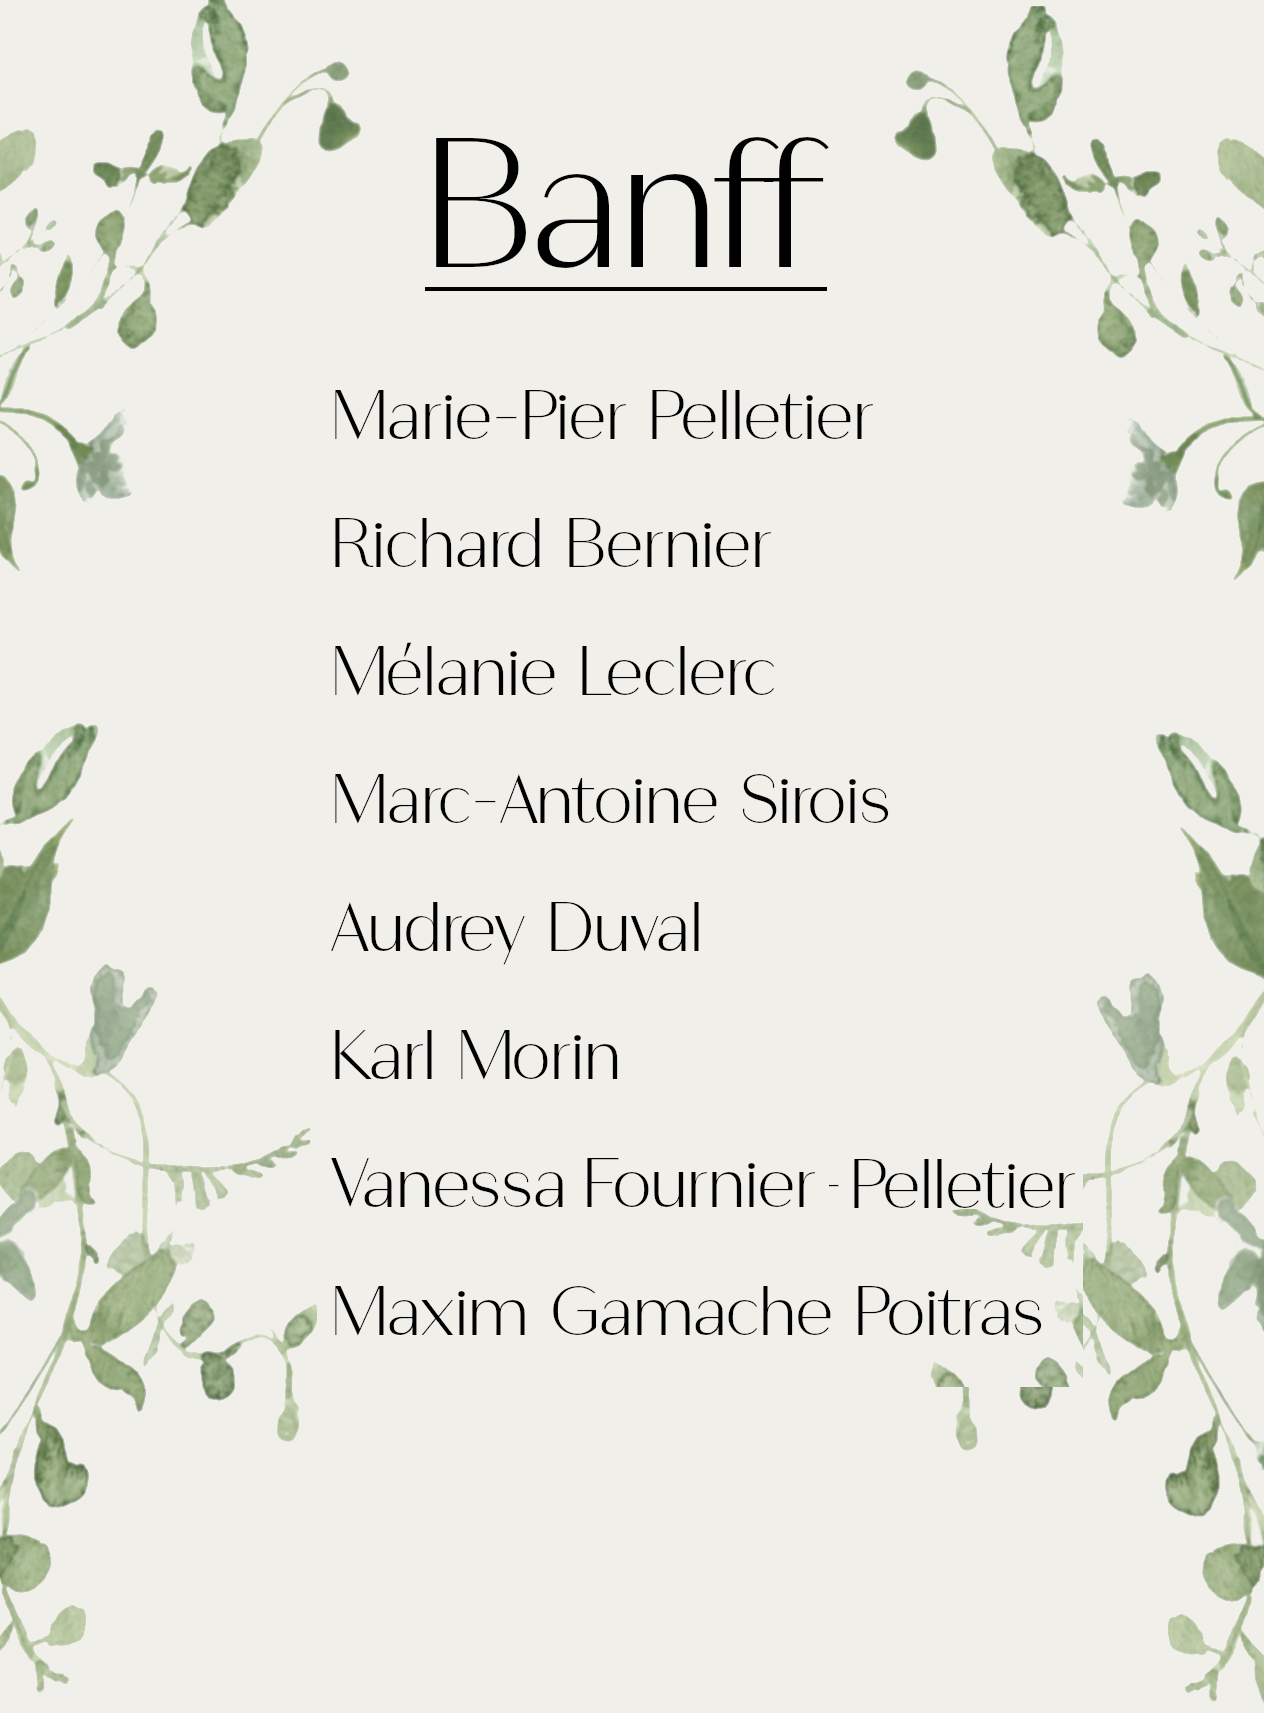 Banff
Marie-Pier Pelletier
Richard Bernier
Mélanie Leclerc
Marc-Antoine Sirois
Audrey Duval
Karl Morin
Vanessa Fournier - Pelletier
Maxim Gamache Poitras